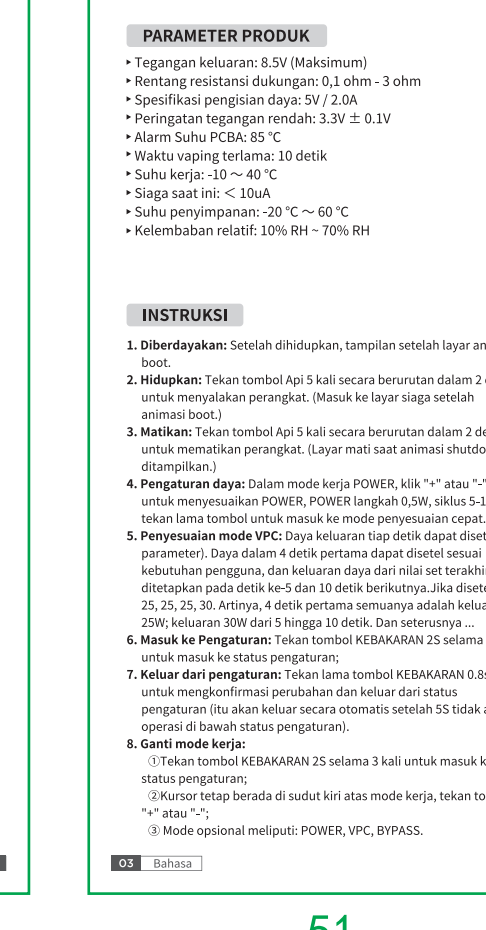 PARAMETER PRODUK
▸ Tegangan keluaran: 8.5V (Maksimum)
▸ Rentang resistansi dukungan: 0,1 ohm - 3 ohm
▸ Spesifikasi pengisian daya: 5V / 2.0A
▸ Peringatan tegangan rendah: 3.3V ± 0.1V
▸ Alarm Suhu PCBA: 85 °C
▸ Waktu vaping terlama: 10 detik
▸ Suhu kerja: -10 ～ 40 °C
▸ Siaga saat ini: ＜ 10uA
▸ Suhu penyimpanan: -20 °C ～ 60 °C
▸ Kelembaban relatif: 10% RH ~ 70% RH
INSTRUKSI
1. Diberdayakan: Setelah dihidupkan, tampilan setelah layar an
boot.
2. Hidupkan: Tekan tombol Api 5 kali secara berurutan dalam 2
untuk menyalakan perangkat. (Masuk ke layar siaga setelah
animasi boot.)
3. Matikan: Tekan tombol Api 5 kali secara berurutan dalam 2 de
untuk mematikan perangkat. (Layar mati saat animasi shutdo
ditampilkan.)
4. Pengaturan daya: Dalam mode kerja POWER, klik "+" atau "-"
untuk menyesuaikan POWER, POWER langkah 0,5W, siklus 5-1
tekan lama tombol untuk masuk ke mode penyesuaian cepat.
5. Penyesuaian mode VPC: Daya keluaran tiap detik dapat diset
parameter). Daya dalam 4 detik pertama dapat disetel sesuai
kebutuhan pengguna, dan keluaran daya dari nilai set terakhi
ditetapkan pada detik ke-5 dan 10 detik berikutnya.Jika disete
25, 25, 25, 30. Artinya, 4 detik pertama semuanya adalah kelua
25W; keluaran 30W dari 5 hingga 10 detik. Dan seterusnya ...
6. Masuk ke Pengaturan: Tekan tombol KEBAKARAN 2S selama
untuk masuk ke status pengaturan;
7. Keluar dari pengaturan: Tekan lama tombol KEBAKARAN 0.8s
untuk mengkonfirmasi perubahan dan keluar dari status
pengaturan (itu akan keluar secara otomatis setelah 5S tidak a
operasi di bawah status pengaturan).
8. Ganti mode kerja:
①Tekan tombol KEBAKARAN 2S selama 3 kali untuk masuk k
status pengaturan;
②Kursor tetap berada di sudut kiri atas mode kerja, tekan to
"+" atau "-";
③ Mode opsional meliputi: POWER, VPC, BYPASS.
03 Bahasa
51